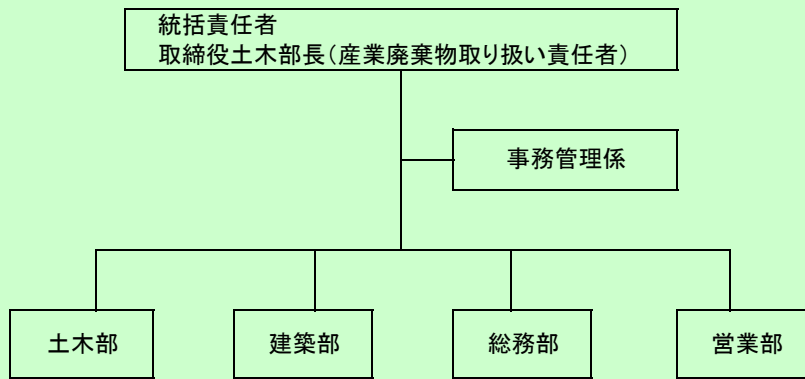 統括責任者
取締役土木部長(産業廃棄物取り扱い責任者)
事務管理係
土木部
建築部
総務部
営業部